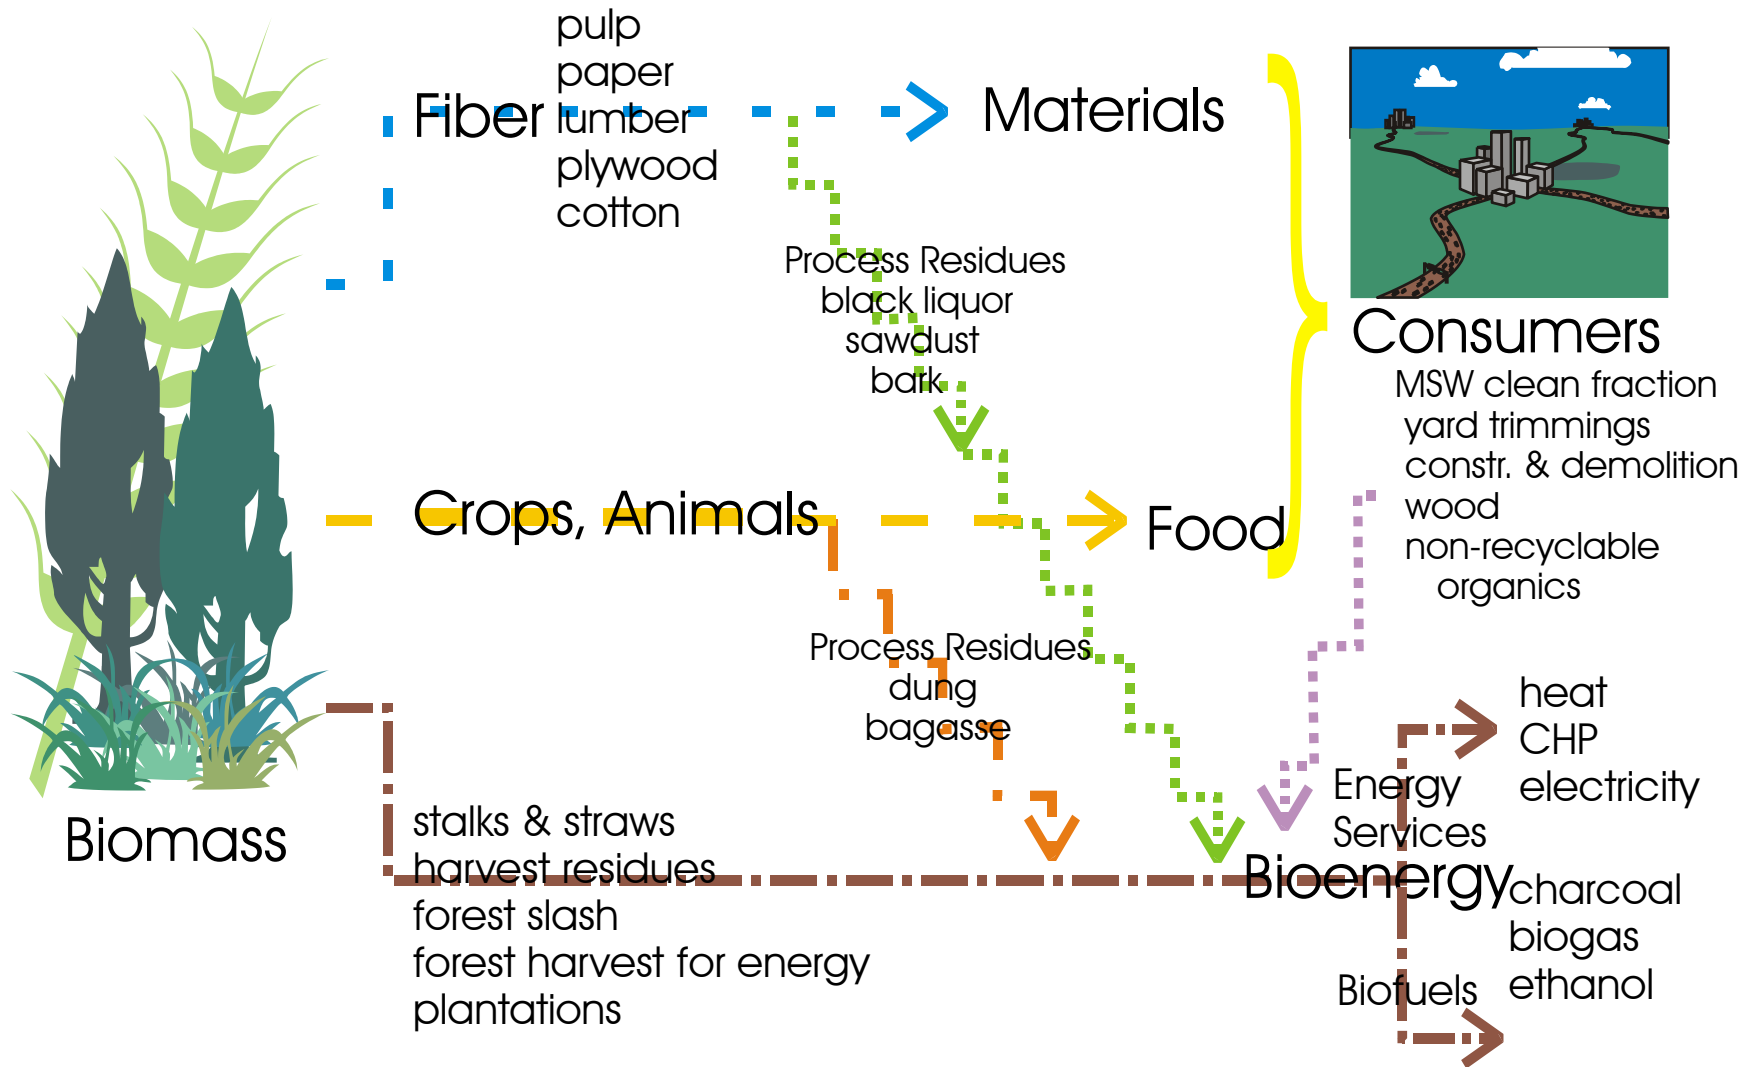 pulp
paper
Fiber
lumber
plywood
cotton
Materials
Process Residues
black liquor
sawdust
bark
Consumers
MSW clean fraction
yard trimmings
constr. & demolition
wood
non-recyclable
organics
Crops, Animals
Food
Process Residues
dung
bagasse
Biomass
stalks & straws
harvest residues
forest slash
forest harvest for energy
plantations
Energy
Services
Bioenergy
heat
CHP
electricity
charcoal
biogas
ethanol
Biofuels